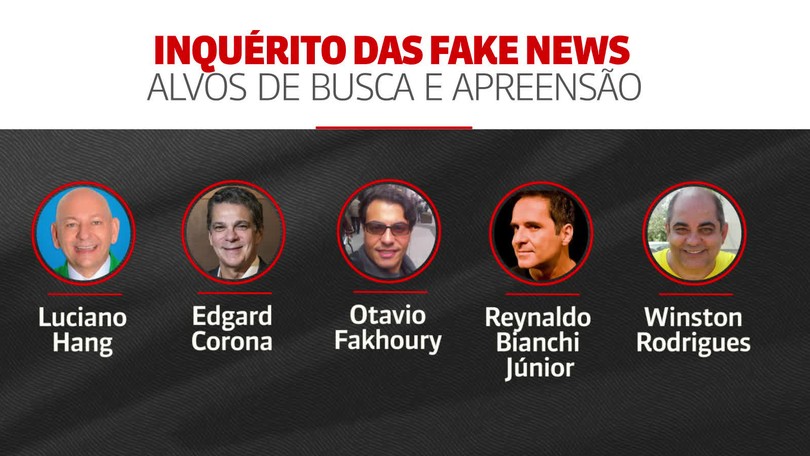 INQUÉRITO DAS FAKE NEWS
ALVOS DE BUSCA E APREENSÃO
Luciano
Hang
Edgard
Corona
Otavio
Fakhoury
Reynaldo
Bianchi
Júnior
Winston
Rodrigues